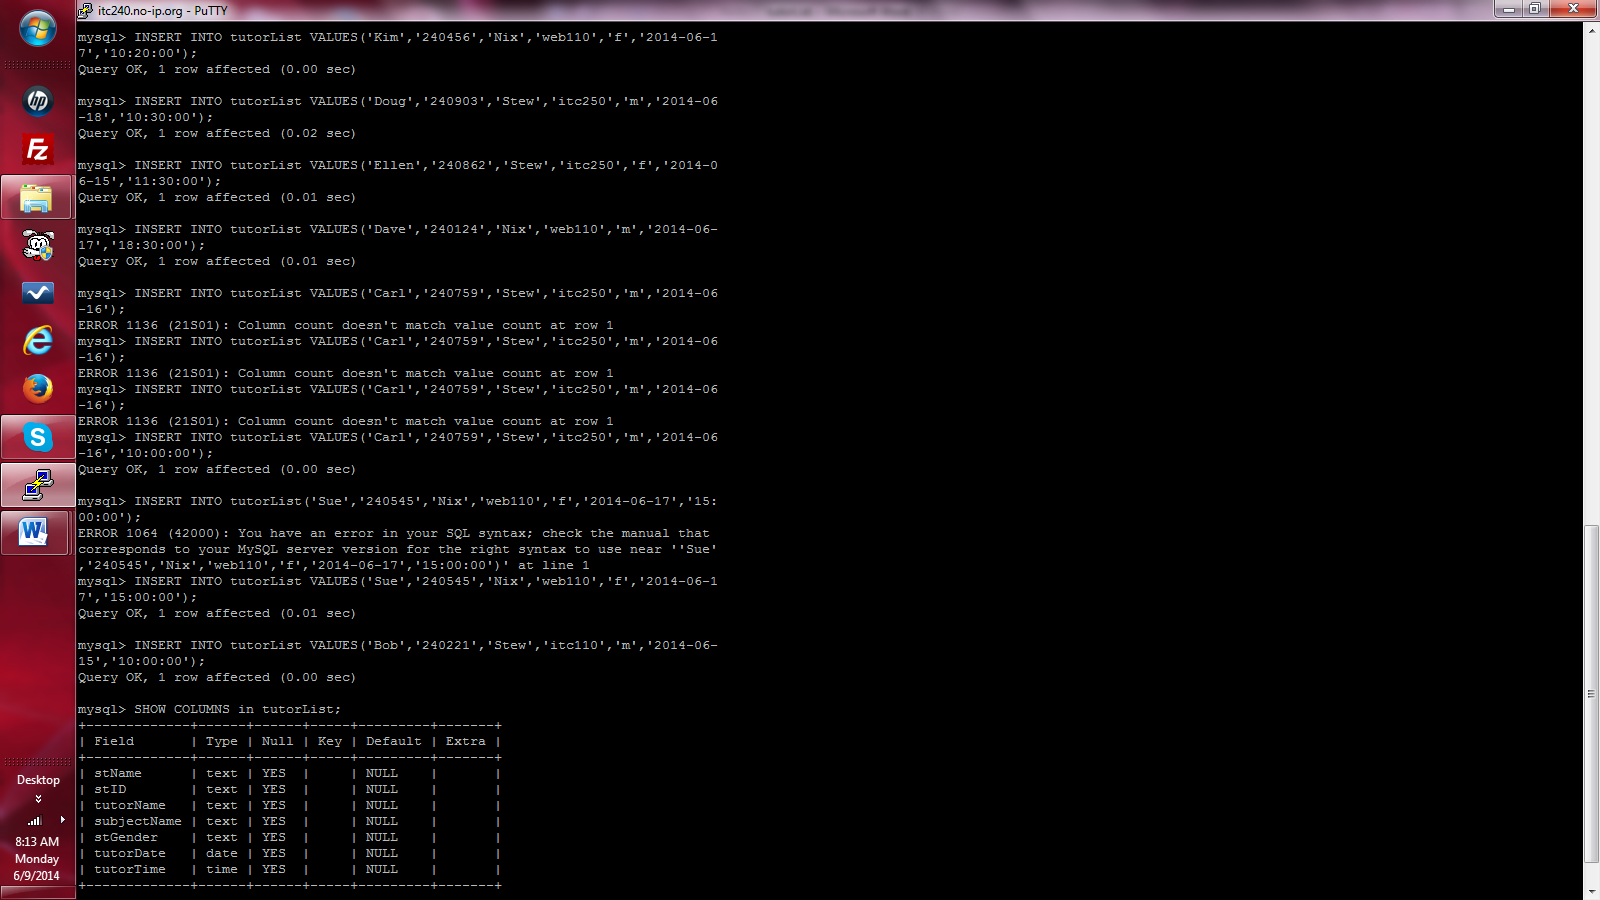 itc240.no-ip.org - PuTTY
mysql> INSERT INTO tutorList VALUES('Kim','240456','Nix','web110','f','2014-06-1
7','10:20:00');
Query OK, 1 row affected (0.00 sec)
mysql> INSERT INTO tutorList VALUES('Doug','240903','Stew','itc250','m','2014-06
-18','10:30:00');
Query OK, 1 row affected (0.02 sec)
mysql> INSERT INTO tutorList VALUES('Ellen','240862','Stew','itc250','f','2014-0
6-15','11:30:00');
Query OK, 1 row affected (0.01 sec)
mysql> INSERT INTO tutorList VALUES('Dave','240124','Nix','web110','m','2014-06-
17','18:30:00');
Query OK, 1 row affected (0.01 sec)
mysql> INSERT INTO tutorList VALUES('Carl','240759','Stew','itc250','m','2014-06
-16');
ERROR 1136 (21S01): Column count doesn't match value count at row 1
mysql> INSERT INTO tutorList VALUES('Carl','240759','Stew','itc250','m','2014-06
-16');
ERROR 1136 (21S01): Column count doesn't match value count at row 1
mysql> INSERT INTO tutorList VALUES('Carl','240759','Stew','itc250','m','2014-06
-16');
ERROR 1136 (21S01): Column count doesn't match value count at row 1
mysql> INSERT INTO tutorList VALUES('Carl','240759','Stew','itc250','m','2014-06
-16','10:00:00');
Query OK, 1 row affected (0.00 sec)
mysql> INSERT INTO tutorList('Sue','240545','Nix','web110','f','2014-06-17','15:
00:00');
ERROR 1064 (42000): You have an error in your SQL syntax; check the manual that
corresponds to your MySQL server version for the right syntax to use near ''Sue'
,'240545','Nix','web110','f','2014-06-17','15:00:00')' at line 1
mysql> INSERT INTO tutorList VALUES('Sue','240545','Nix','web110','f','2014-06-1
7','15:00:00');
Query OK, 1 row affected (0.01 sec)
mysql> INSERT INTO tutorList VALUES('Bob','240221','Stew','itc110','m','2014-06-
15','10:00:00');
Query OK, 1 row affected (0.00 sec)
mysql> SHOW COLUMNS in tutorList;
+-------------+------+------+-----+---------+-------+
| Field       | Type | Null | Key | Default | Extra |
+-------------+------+------+-----+---------+-------+
| stName      | text | YES  |     | NULL    |       |
| stID        | text | YES  |     | NULL    |       |
| tutorName   | text | YES  |     | NULL    |       |
| subjectName | text | YES  |     | NULL    |       |
| stGender    | text | YES  |     | NULL    |       |
| tutorDate   | date | YES  |     | NULL    |       |
| tutorTime   | time | YES  |     | NULL    |       |
+-------------+------+------+-----+---------+-------+
hp
Fz
S
W
Desktop
8:13 AM
Monday
6/9/2014